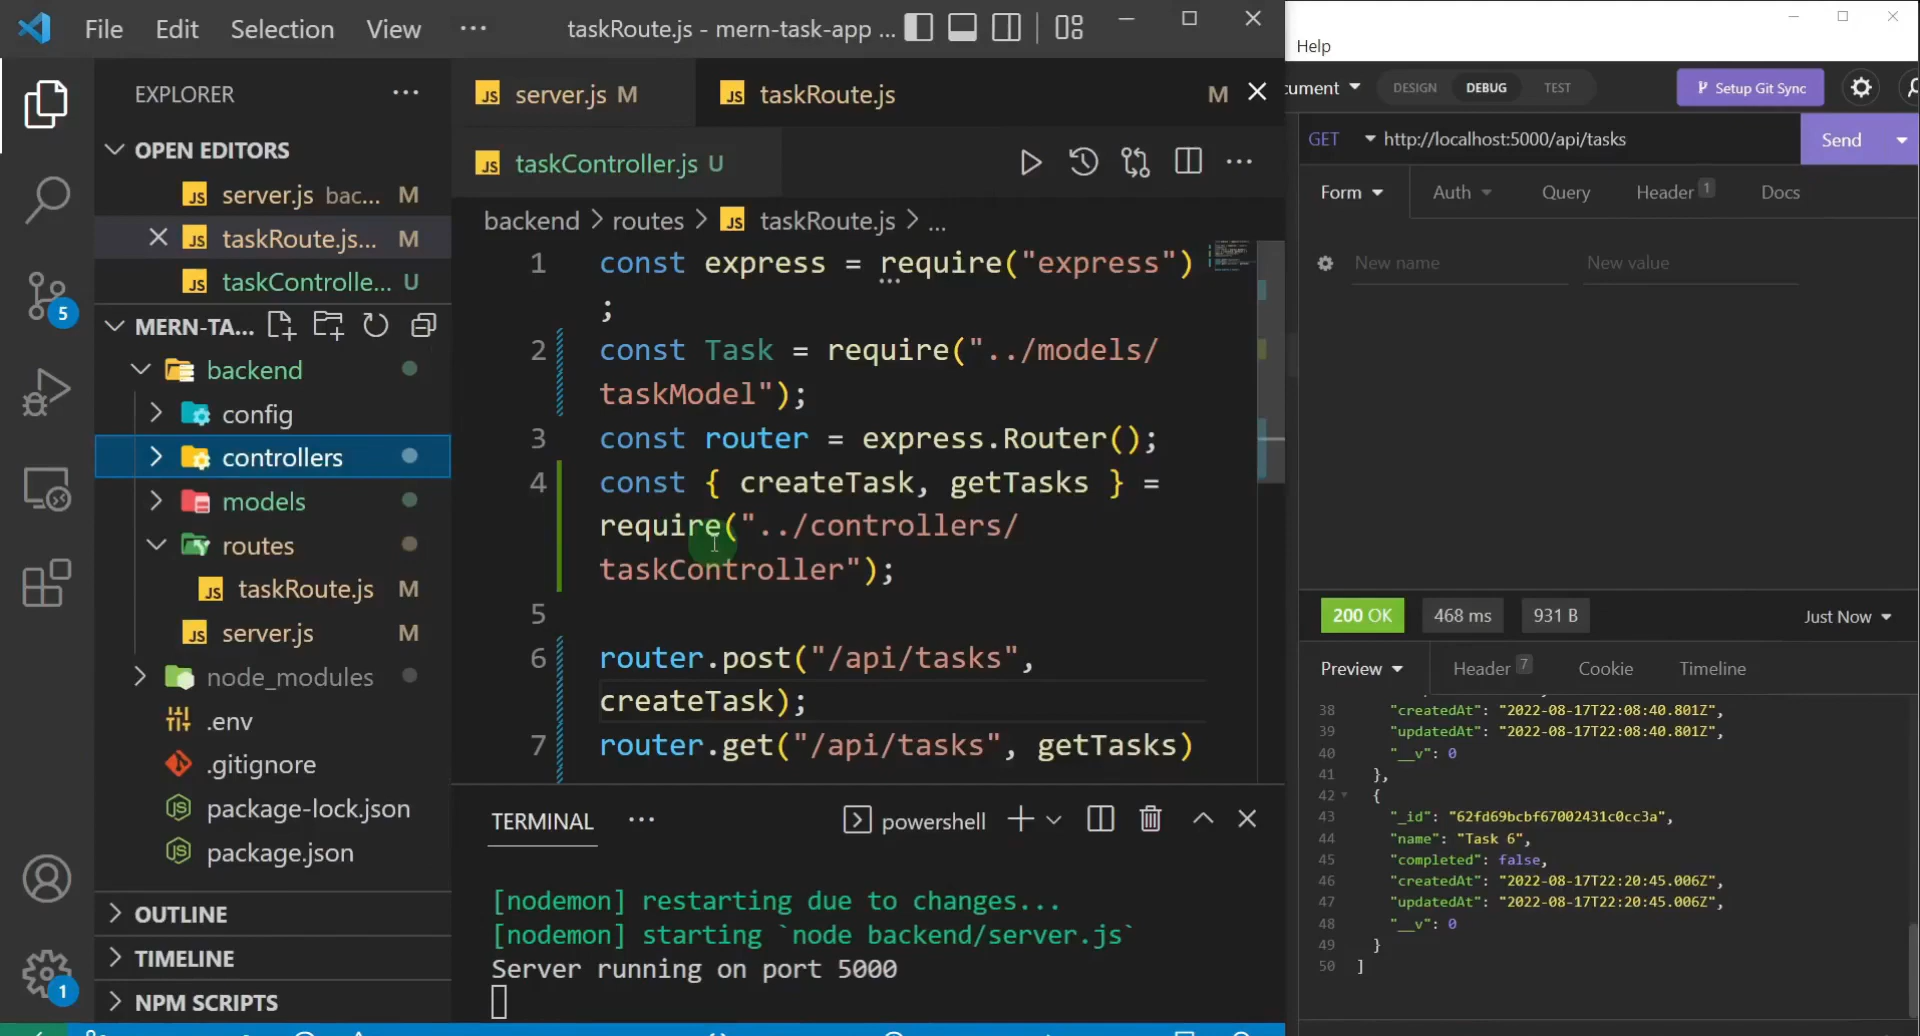 File Edit Selection View ... taskRoute.js - mern-task-app ...
EXPLORER
OPEN EDITORS
server.js bac... M
taskRoute.js... M
taskControlle... U
MERN-TA...
backend
config
controllers
models
routes
taskRoute.js M
server.js M
node_modules
.env
.gitignore
package-lock.json
package.json
OUTLINE
TIMELINE
NPM SCRIPTS
5
1
server.js M
taskRoute.js M
taskController.js U
backend > routes > JS taskRoute.js > ...
1 const express = require("express")
;
2 const Task = require("../models/
taskModel");
3 const router = express.Router();
4 const { createTask, getTasks } =
require("../controllers/
taskController");
5
6 router.post("/api/tasks",
createTask);
7 router.get("/api/tasks", getTasks)
TERMINAL ... powershell
[nodemon] restarting due to changes...
[nodemon] starting `node backend/server.js`
Server running on port 5000
Help
cument DESIGN DEBUG TEST Setup Git Sync
GET http://localhost:5000/api/tasks Send
Form Auth Query Header 1 Docs
New name New value
200 OK 468 ms 931 B Just Now
Preview Header 7 Cookie Timeline
38 "createdAt": "2022-08-17T22:08:40.801Z",
39 "updatedAt": "2022-08-17T22:08:40.801Z",
40 "__v": 0
41 },
42 {
43 "_id": "62fd69bcbf67002431c0cc3a",
44 "name": "Task 6",
45 "completed": false,
46 "createdAt": "2022-08-17T22:20:45.006Z",
47 "updatedAt": "2022-08-17T22:20:45.006Z",
48 "__v": 0
49 }
50 ]